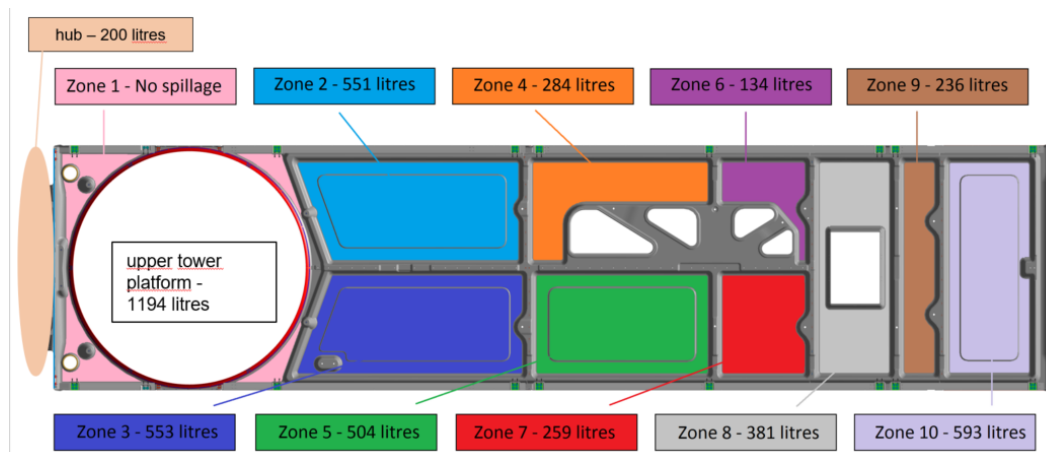 hub – 200 litres
Zone 1 - No spillage
Zone 2 - 551 litres
Zone 4 - 284 litres
Zone 6 - 134 litres
Zone 9 - 236 litres
upper tower
platform -
1194 litres
Zone 3 - 553 litres
Zone 5 - 504 litres
Zone 7 - 259 litres
Zone 8 - 381 litres
Zone 10 - 593 litres